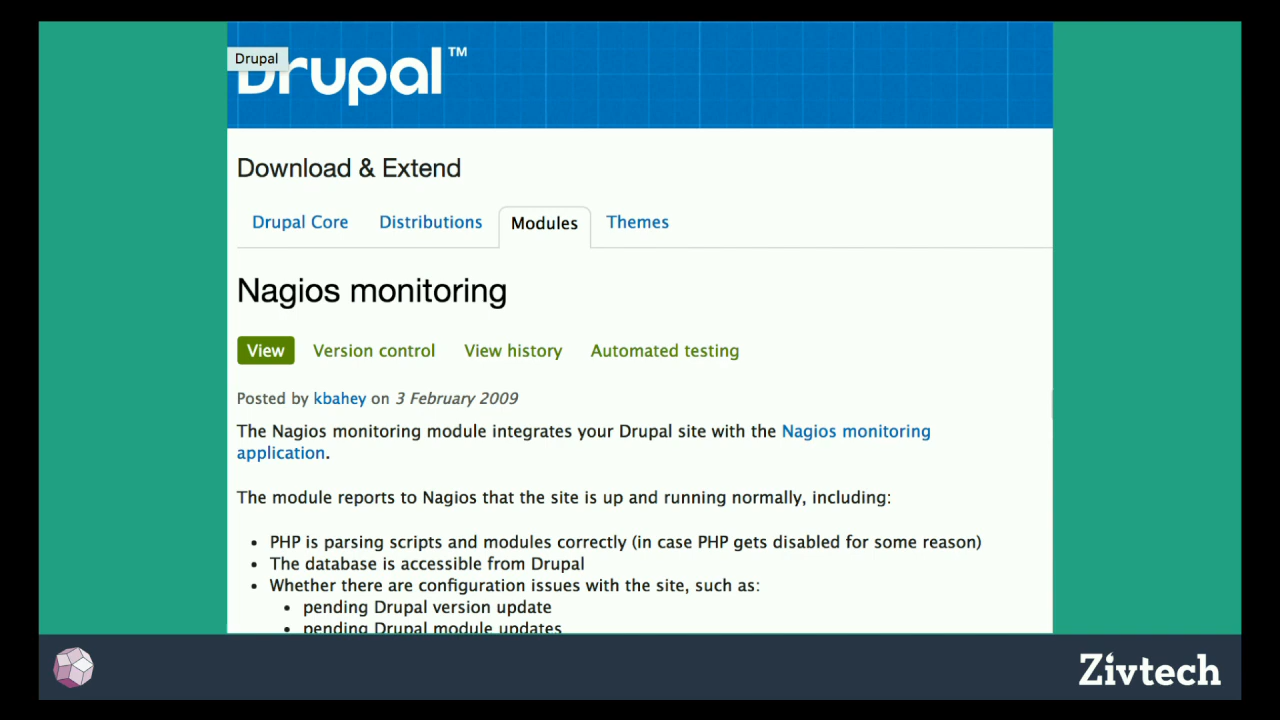 Drupal
Drupal™
Download & Extend
Drupal Core Distributions Modules Themes
Nagios monitoring
View Version control View history Automated testing
Posted by kbahey on 3 February 2009
The Nagios monitoring module integrates your Drupal site with the Nagios monitoring
application.
The module reports to Nagios that the site is up and running normally, including:
• PHP is parsing scripts and modules correctly (in case PHP gets disabled for some reason)
• The database is accessible from Drupal
• Whether there are configuration issues with the site, such as:
• pending Drupal version update
• pending Drupal module updates
Zivtech